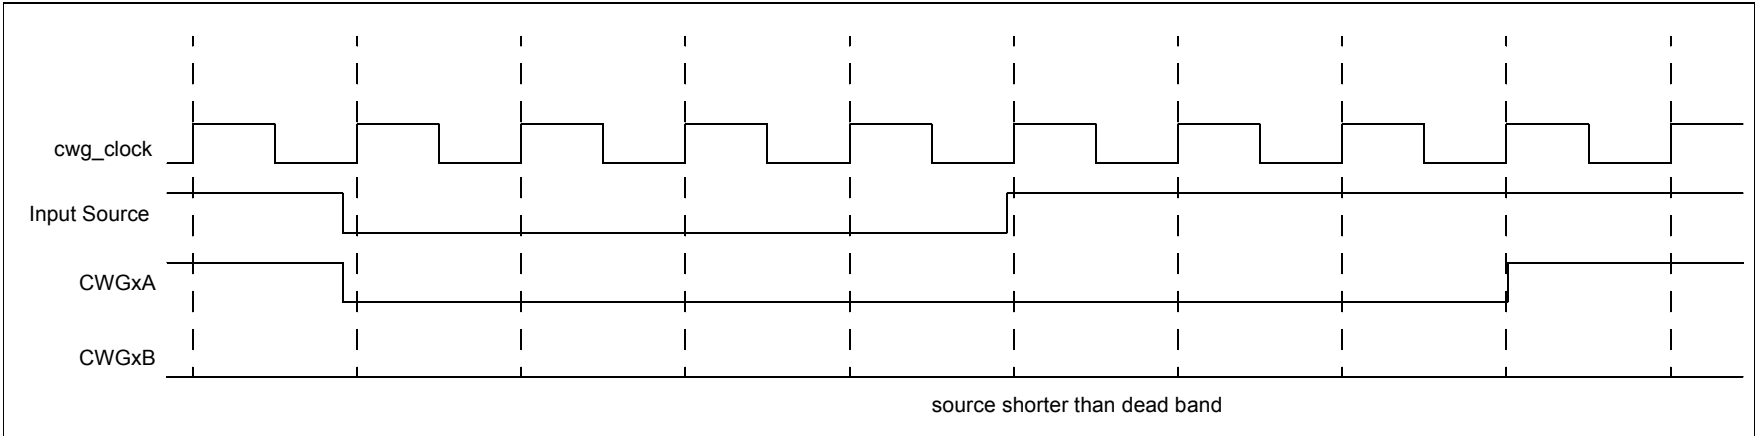 cwg_clock
Input Source
CWGxA
CWGxB
source shorter than dead band